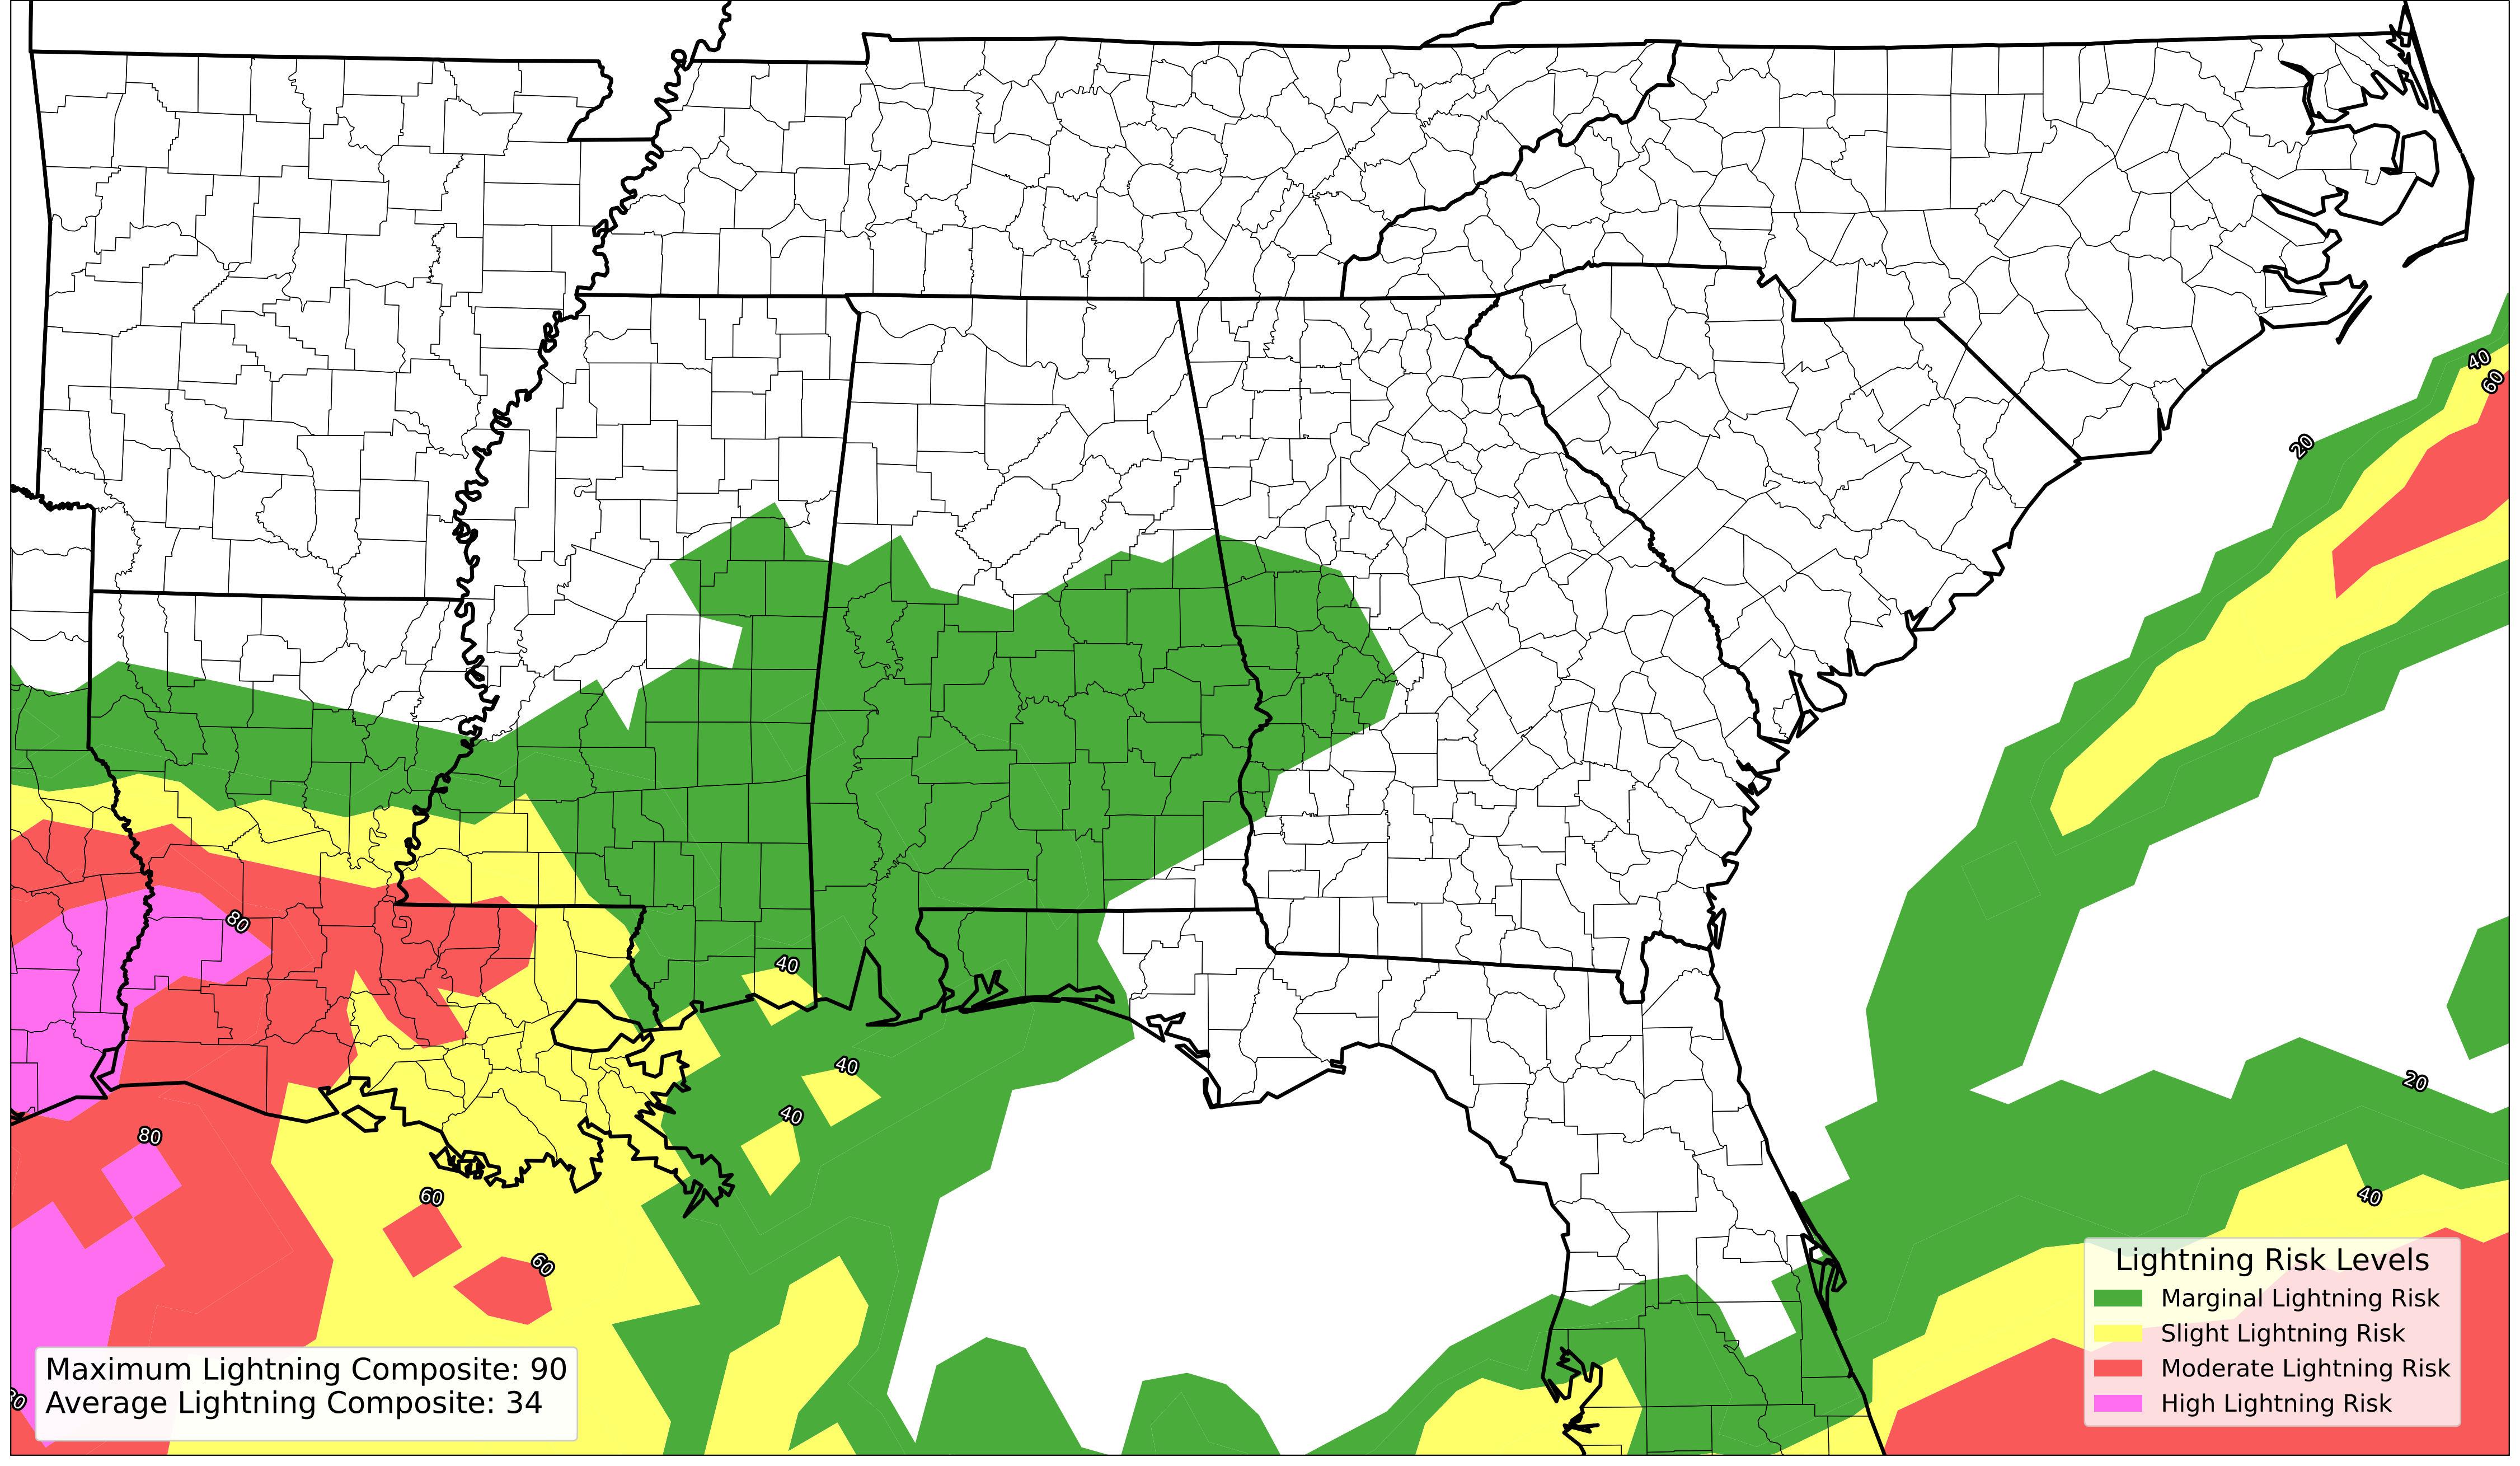 40
60
20
80
40
40
20
40
80
40
60
60
Lightning Risk Levels
Marginal Lightning Risk
Slight Lightning Risk
Moderate Lightning Risk
High Lightning Risk
Maximum Lightning Composite: 90
Average Lightning Composite: 34